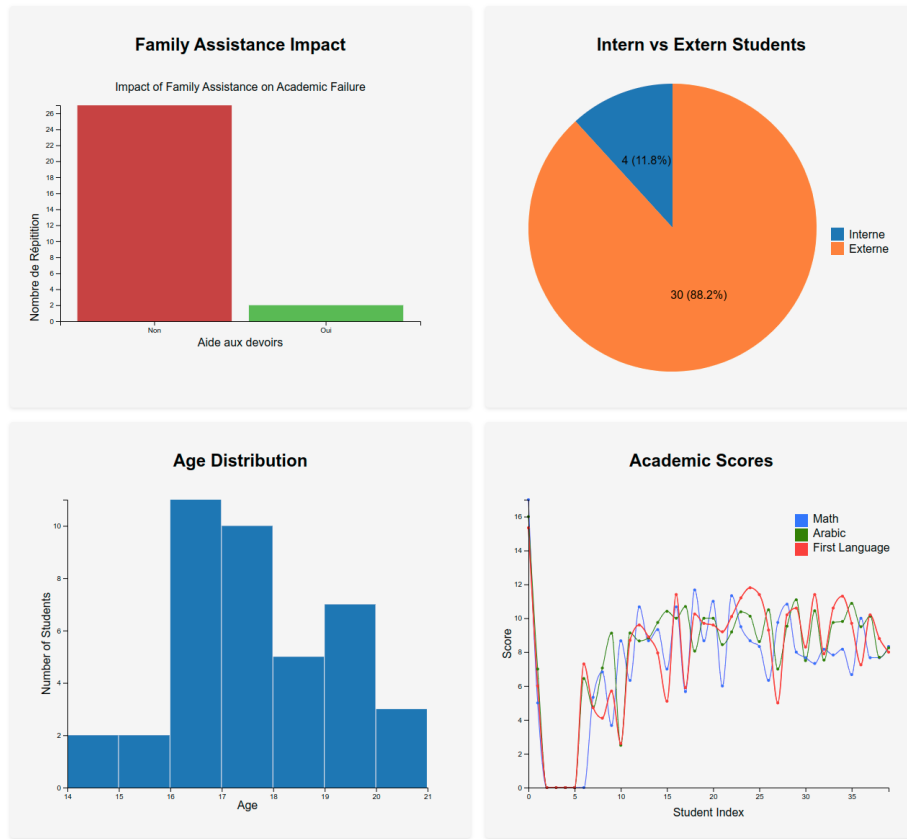 Family Assistance Impact
Impact of Family Assistance on Academic Failure
26
24
22
20
18
16
14
12
10
8
6
4
2
0
Nombre de Répitition
Non
Oui
Aide aux devoirs
Intern vs Extern Students
4 (11.8%)
30 (88.2%)
Interne
Externe
Age Distribution
10
8
6
4
2
0
Number of Students
14
15
16
17
18
19
20
21
Age
Academic Scores
Math
Arabic
First Language
16
14
12
10
8
6
4
2
0
Score
0
5
10
15
20
25
30
35
Student Index